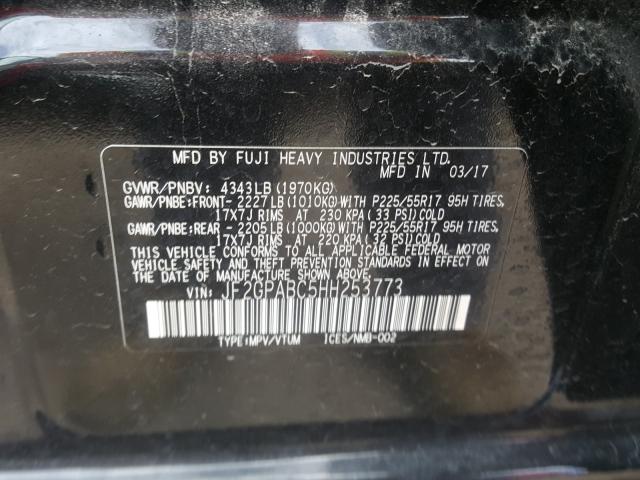 MFD BY FUJI HEAVY INDUSTRIES LTD.
MFD IN 03/17
GVWR/PNBV: 4343LB (1970KG)
GAWR/PNBE:FRONT- 2227LB (1010KG) WITH P225/55R17 95H TIRES,
17X7J RIMS AT 230 KPA ( 33 PSI) COLD
GAWR/PNBE:REAR - 2205LB (1000KG) WITH P225/55R17 95H TIRES,
17X7J RIMS AT 220 KPA ( 32 PSI) COLD
THIS VEHICLE CONFORMS TO ALL APPLICABLE FEDERAL MOTOR
VEHICLE SAFETY AND THEFT PREVENTION STANDARDS IN EFFECT
ON THE DATE OF MANUFACTURE SHOWN ABOVE.
VIN: JF2GPABC5HH253773
TYPE:MPV/VTUM ICES/NMB-002